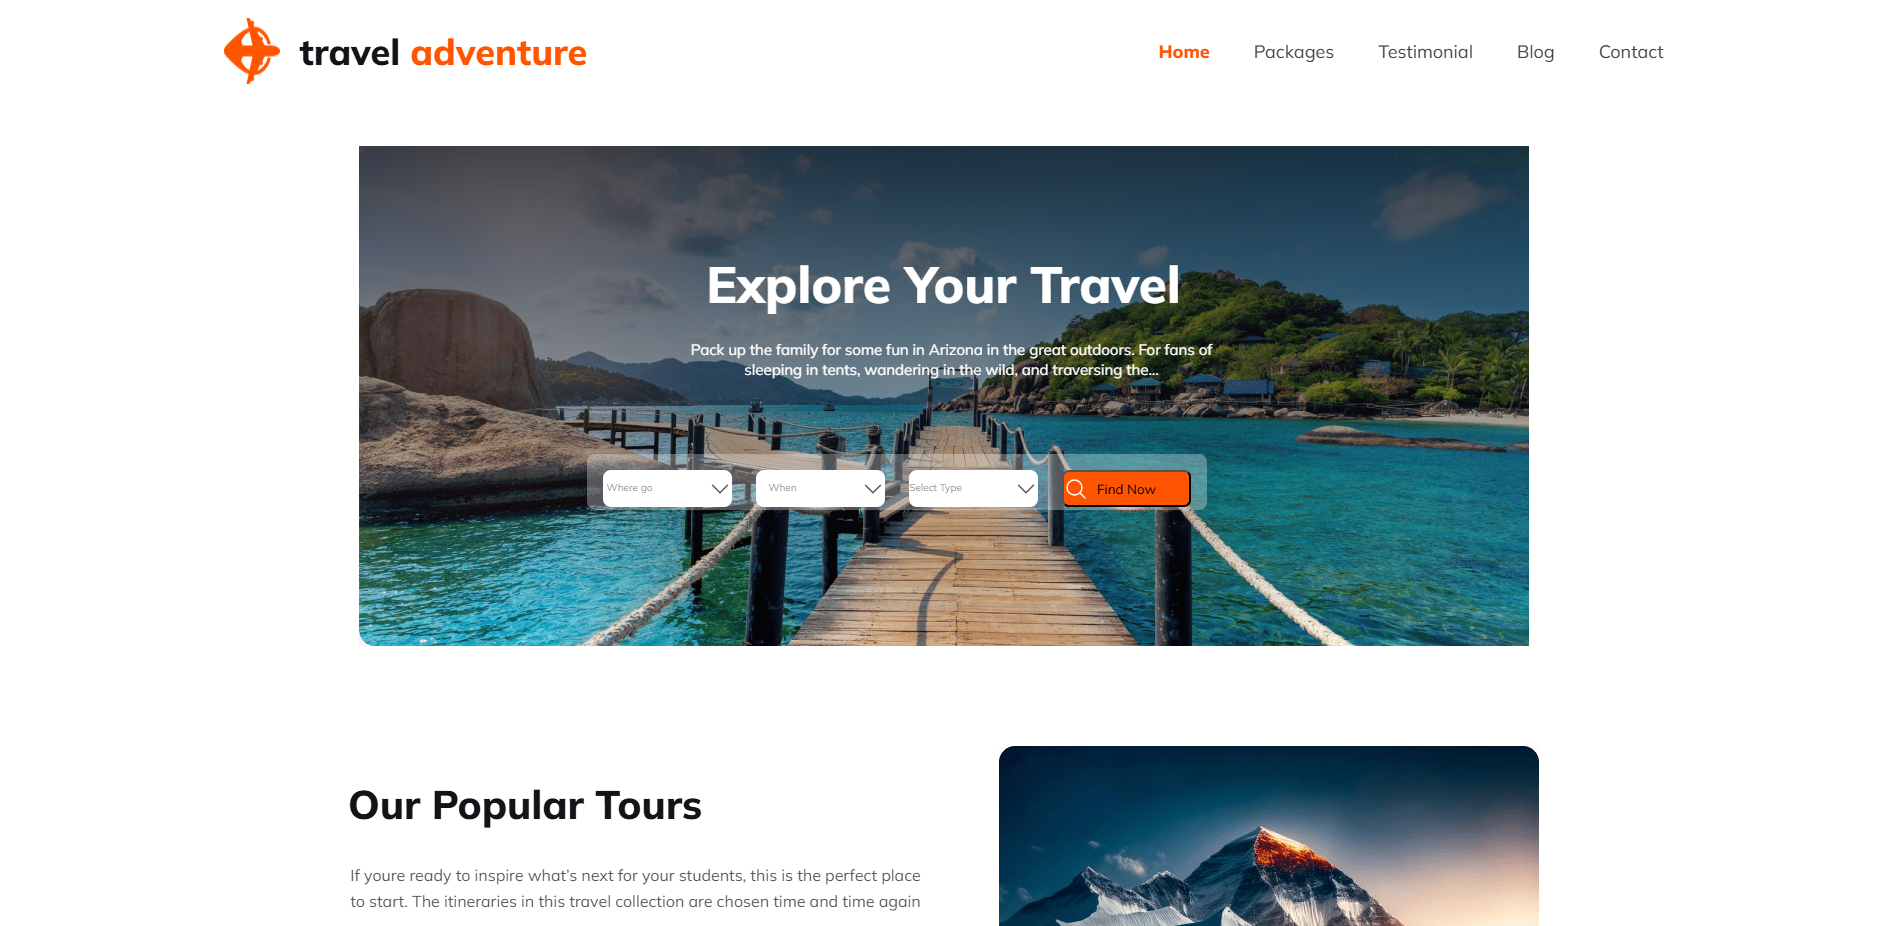 travel adventure
Home Packages Testimonial Blog Contact
Explore Your Travel
Pack up the family for some fun in Arizona in the great outdoors. For fans of
sleeping in tents, wandering in the wild, and traversing the...
Where go When Select Type Find Now
Our Popular Tours
If youre ready to inspire what's next for your students, this is the perfect place
to start. The itineraries in this travel collection are chosen time and time again